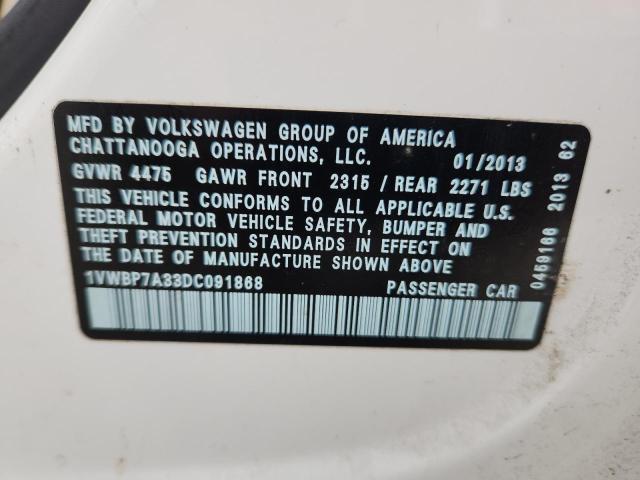 MFD BY VOLKSWAGEN GROUP OF AMERICA
CHATTANOOGA OPERATIONS, LLC. 01/2013
GVWR 4475 GAWR FRONT 2315 / REAR 2271 LBS
THIS VEHICLE CONFORMS TO ALL APPLICABLE U.S.
FEDERAL MOTOR VEHICLE SAFETY, BUMPER AND
THEFT PREVENTION STANDARDS IN EFFECT ON
THE DATE OF MANUFACTURE SHOWN ABOVE
1VWBP7A33DC091868 PASSENGER CAR
0459168 2013 62